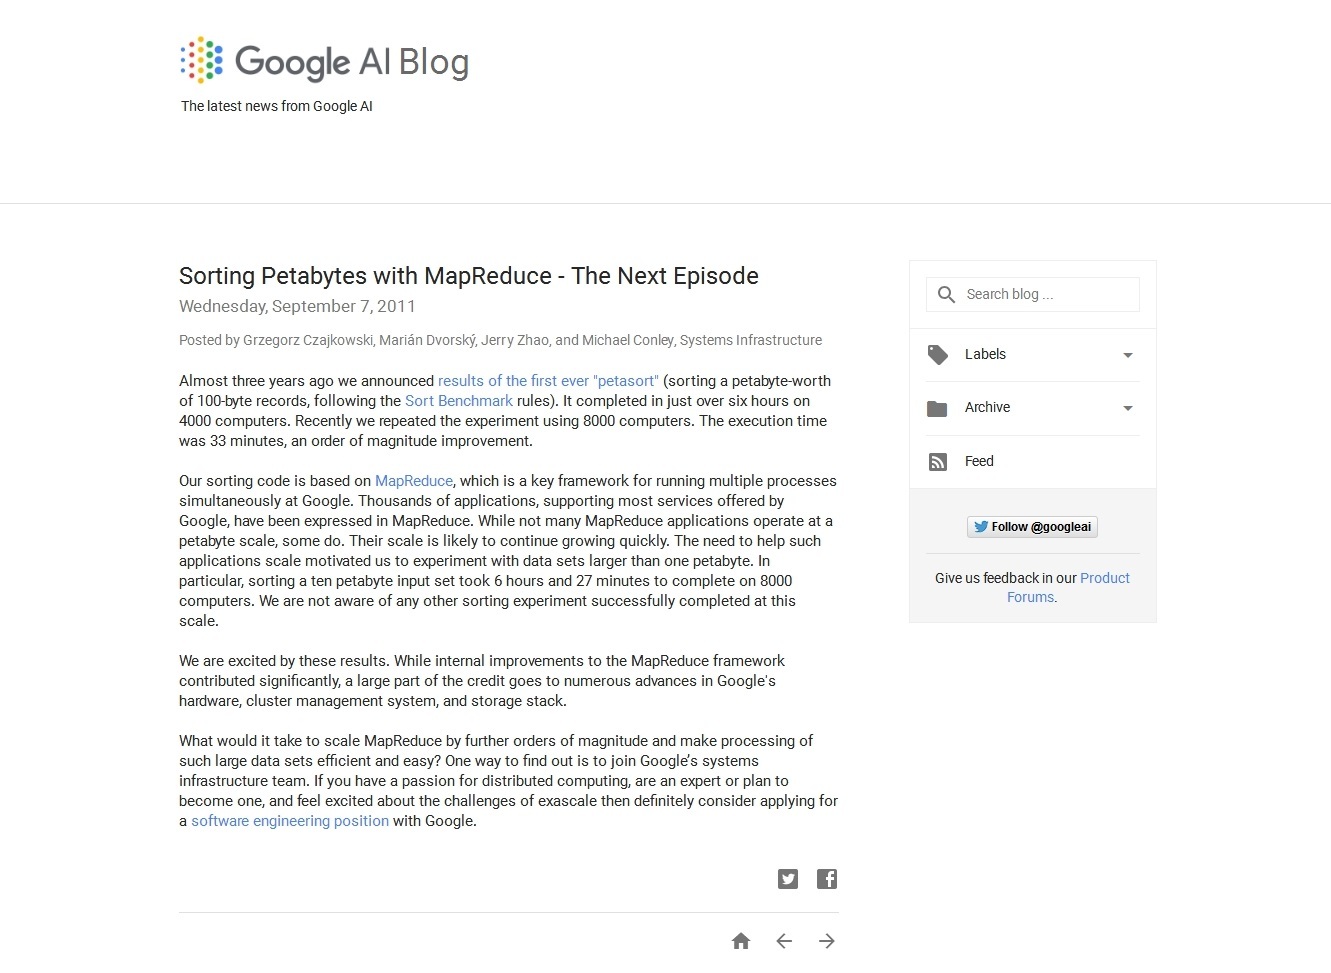 Google AI Blog
The latest news from Google AI
Sorting Petabytes with MapReduce - The Next Episode
Wednesday, September 7, 2011
Posted by Grzegorz Czajkowski, Marián Dvorský, Jerry Zhao, and Michael Conley, Systems Infrastructure
Almost three years ago we announced results of the first ever "petasort" (sorting a petabyte-worth
of 100-byte records, following the Sort Benchmark rules). It completed in just over six hours on
4000 computers. Recently we repeated the experiment using 8000 computers. The execution time
was 33 minutes, an order of magnitude improvement.
Our sorting code is based on MapReduce, which is a key framework for running multiple processes
simultaneously at Google. Thousands of applications, supporting most services offered by
Google, have been expressed in MapReduce. While not many MapReduce applications operate at a
petabyte scale, some do. Their scale is likely to continue growing quickly. The need to help such
applications scale motivated us to experiment with data sets larger than one petabyte. In
particular, sorting a ten petabyte input set took 6 hours and 27 minutes to complete on 8000
computers. We are not aware of any other sorting experiment successfully completed at this
scale.
We are excited by these results. While internal improvements to the MapReduce framework
contributed significantly, a large part of the credit goes to numerous advances in Google's
hardware, cluster management system, and storage stack.
What would it take to scale MapReduce by further orders of magnitude and make processing of
such large data sets efficient and easy? One way to find out is to join Google’s systems
infrastructure team. If you have a passion for distributed computing, are an expert or plan to
become one, and feel excited about the challenges of exascale then definitely consider applying for
a software engineering position with Google.
Search blog ...
Labels
Archive
Feed
Follow @googleai
Give us feedback in our Product
Forums.